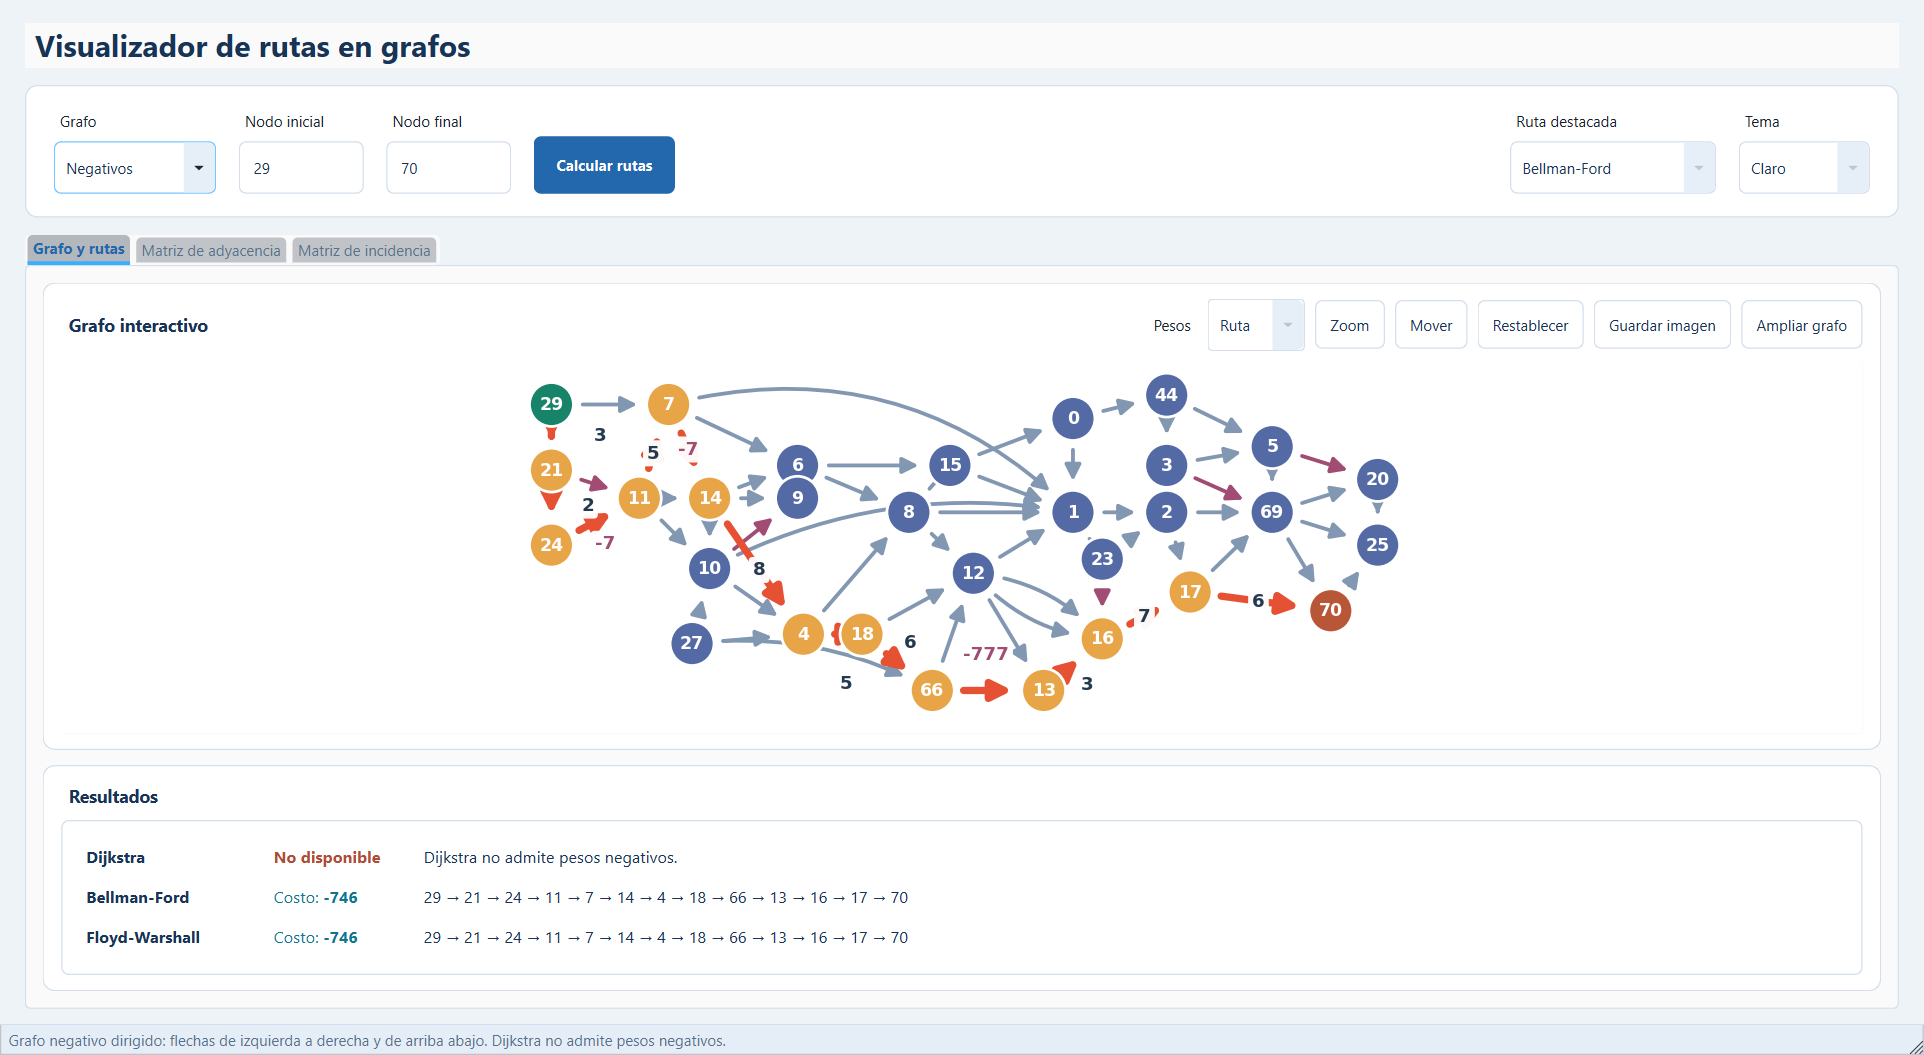 Visualizador de rutas en grafos
Grafo
Nodo inicial
Nodo final
Ruta destacada
Tema
Negativos
29
70
Calcular rutas
Bellman-Ford
Claro
Grafo y rutas
Matriz de adyacencia
Matriz de incidencia
Grafo interactivo
Pesos
Ruta
Zoom
Mover
Restablecer
Guardar imagen
Ampliar grafo
29
7
0
44
3
5
-7
5
21
6
15
3
5
20
2
11
14
9
8
1
2
69
24
-7
10
8
12
23
25
27
4
18
6
-777
16
7
17
6
70
5
66
13
3
Resultados
Dijkstra No disponible Dijkstra no admite pesos negativos.
Bellman-Ford Costo: -746 29 → 21 → 24 → 11 → 7 → 14 → 4 → 18 → 66 → 13 → 16 → 17 → 70
Floyd-Warshall Costo: -746 29 → 21 → 24 → 11 → 7 → 14 → 4 → 18 → 66 → 13 → 16 → 17 → 70
Grafo negativo dirigido: flechas de izquierda a derecha y de arriba abajo. Dijkstra no admite pesos negativos.